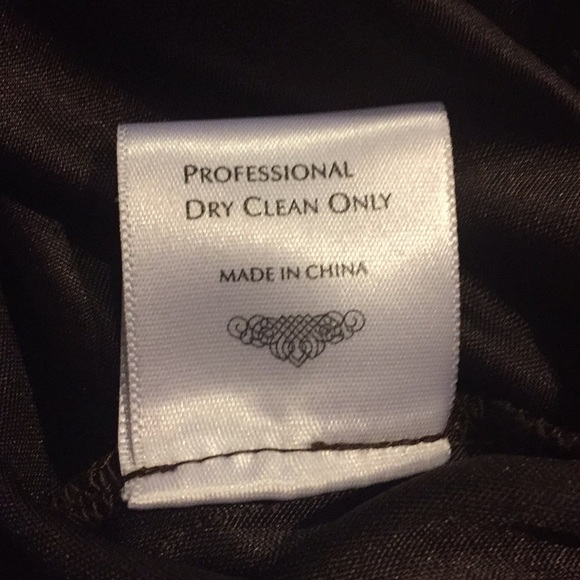 PROFESSIONAL
DRY CLEAN ONLY
MADE IN CHINA